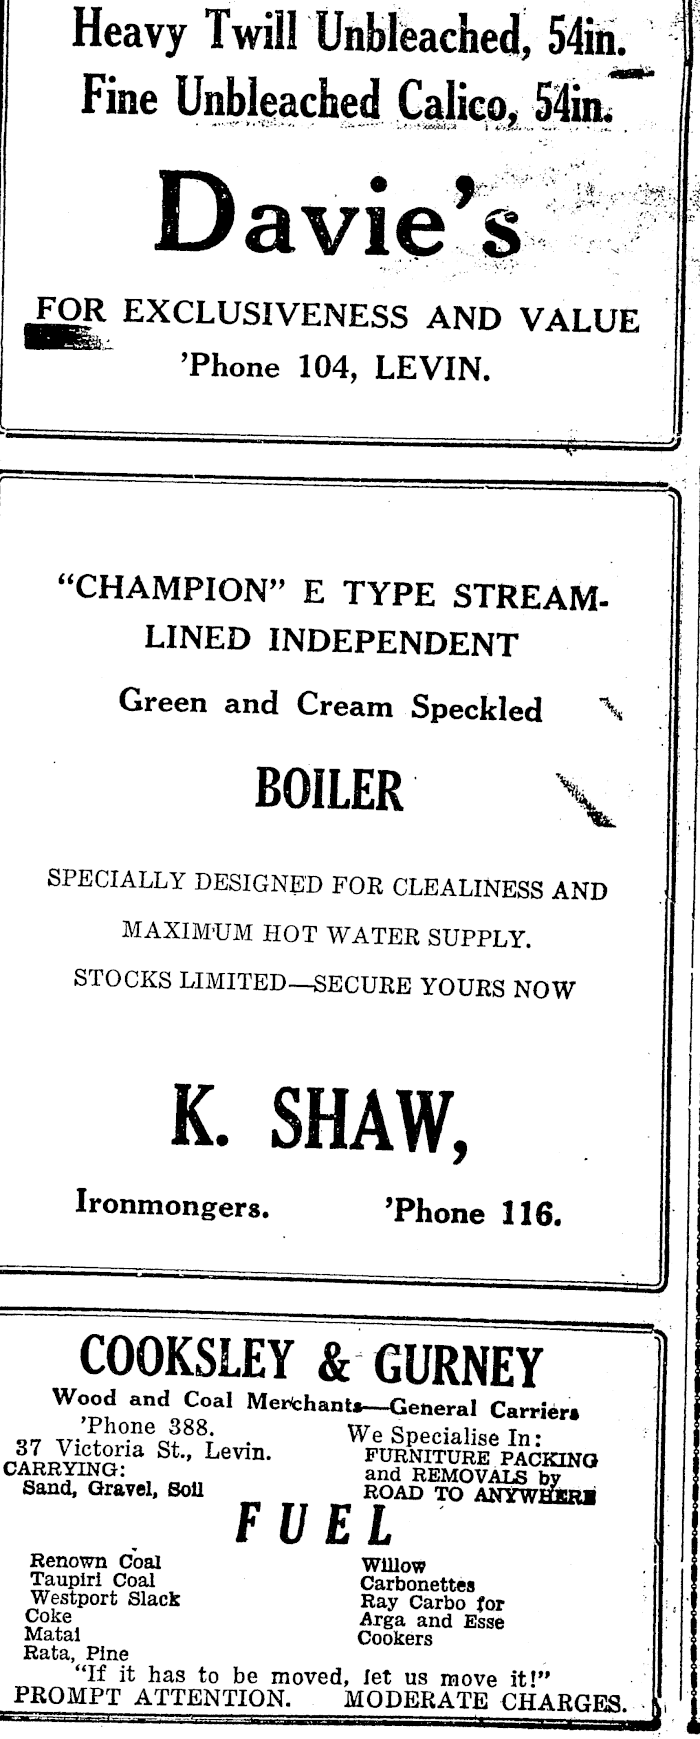 Heavy Twill Unbleached, 54in.
Fine Unbleached Calico, 54in.
Davie's
FOR EXCLUSIVENESS AND VALUE
'Phone 104, LEVIN.
“CHAMPION” E TYPE STREAM-
LINED INDEPENDENT
Green and Cream Speckled
BOILER
SPECIALLY DESIGNED FOR CLEALINESS AND
MAXIMUM HOT WATER SUPPLY.
STOCKS LIMITED—SECURE YOURS NOW
K. SHAW,
Ironmongers. 'Phone 116.
COOKSLEY & GURNEY
Wood and Coal Merchants—General Carriers
'Phone 388.
37 Victoria St., Levin.
CARRYING:
Sand, Gravel, Soil
We Specialise In:
FURNITURE PACKING
and REMOVALS by
ROAD TO ANYWHERE
FUEL
Renown Coal
Taupiri Coal
Westport Slack
Coke
Matai
Rata, Pine
Willow
Carbonettes
Ray Carbo for
Arga and Esse
Cookers
“If it has to be moved, let us move it!”
PROMPT ATTENTION. MODERATE CHARGES.